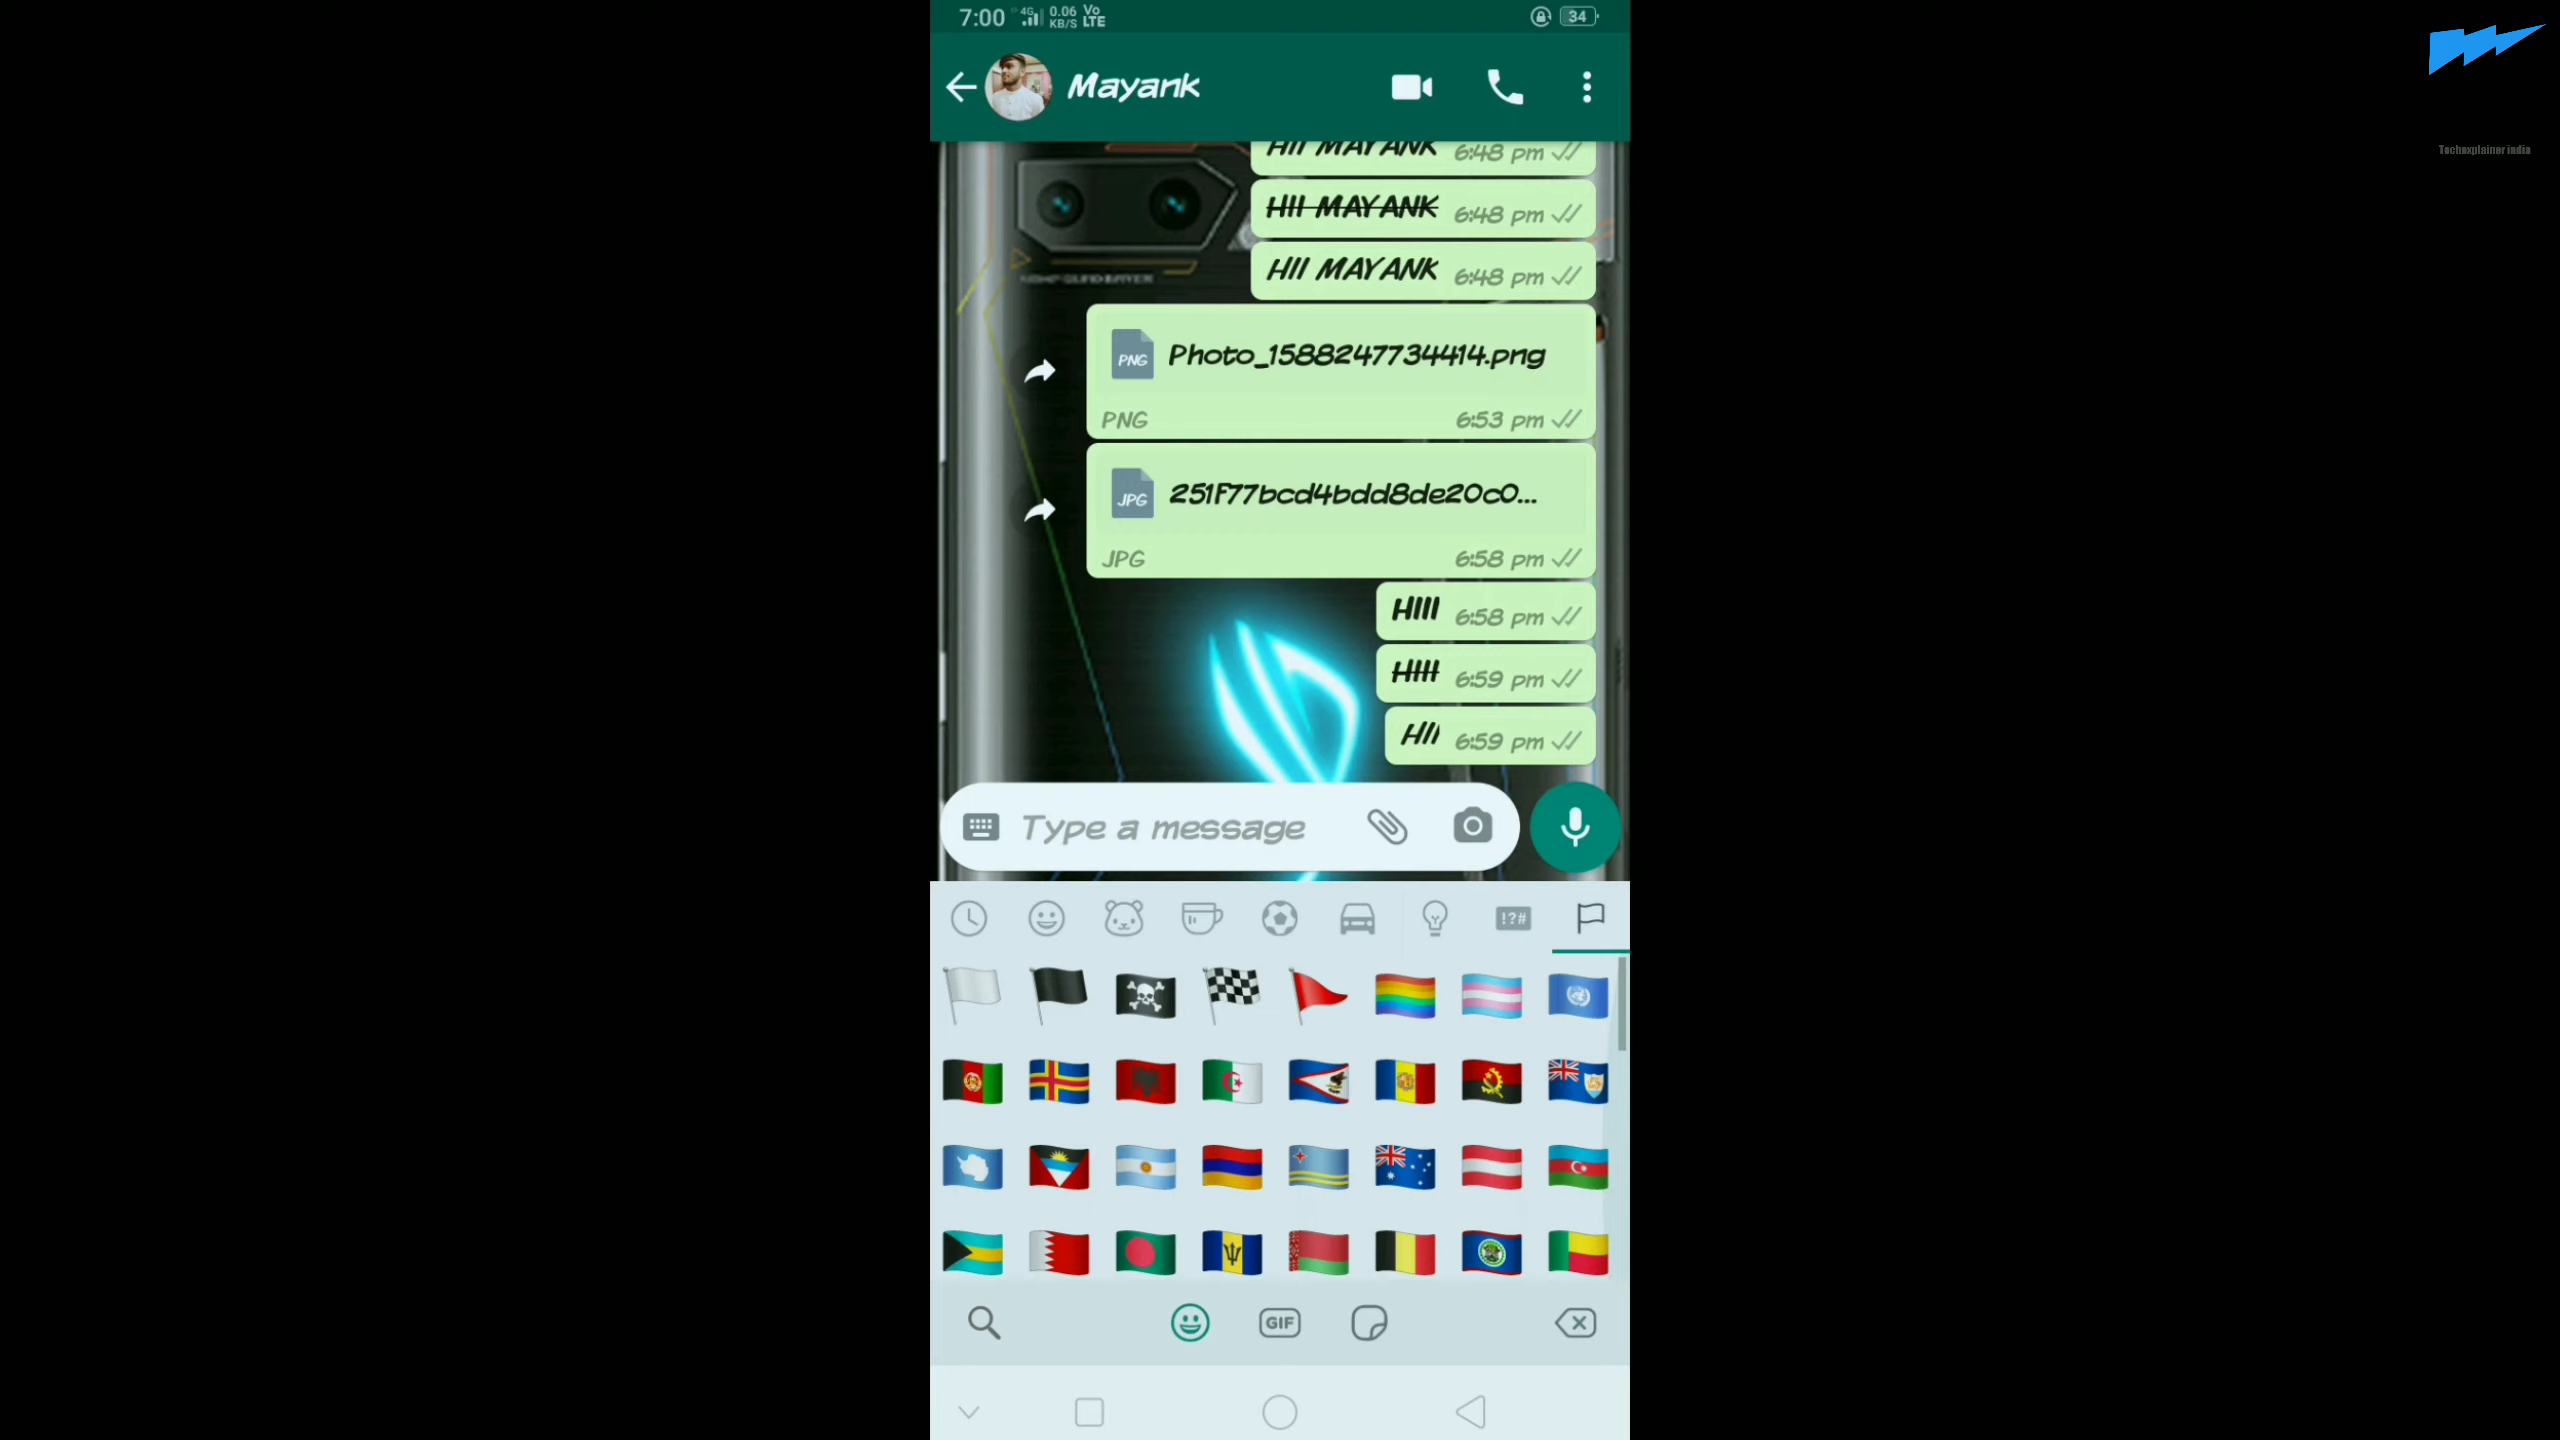 7:00 4G 0.06 KB/S Vo LTE 34
Mayank
HII MAYANK 6:48 pm
HII MAYANK 6:48 pm
HII MAYANK 6:48 pm
PNG Photo_1588247734414.png
PNG 6:53 pm
JPG 251F77bcd4bdd8de20c0...
JPG 6:58 pm
HIII 6:58 pm
HIII 6:59 pm
HII 6:59 pm
Type a message
!?#
GIF
Techexplainer india